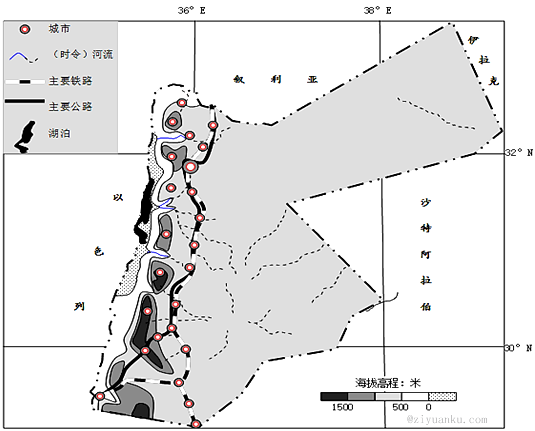 36° E
38° E
城市
（时令）河流
主要铁路
主要公路
湖泊
叙利亚
伊拉克
32° N
以色列
沙特阿拉伯
30° N
海拔高程：米
1500 500 0
@ziyuanku.com